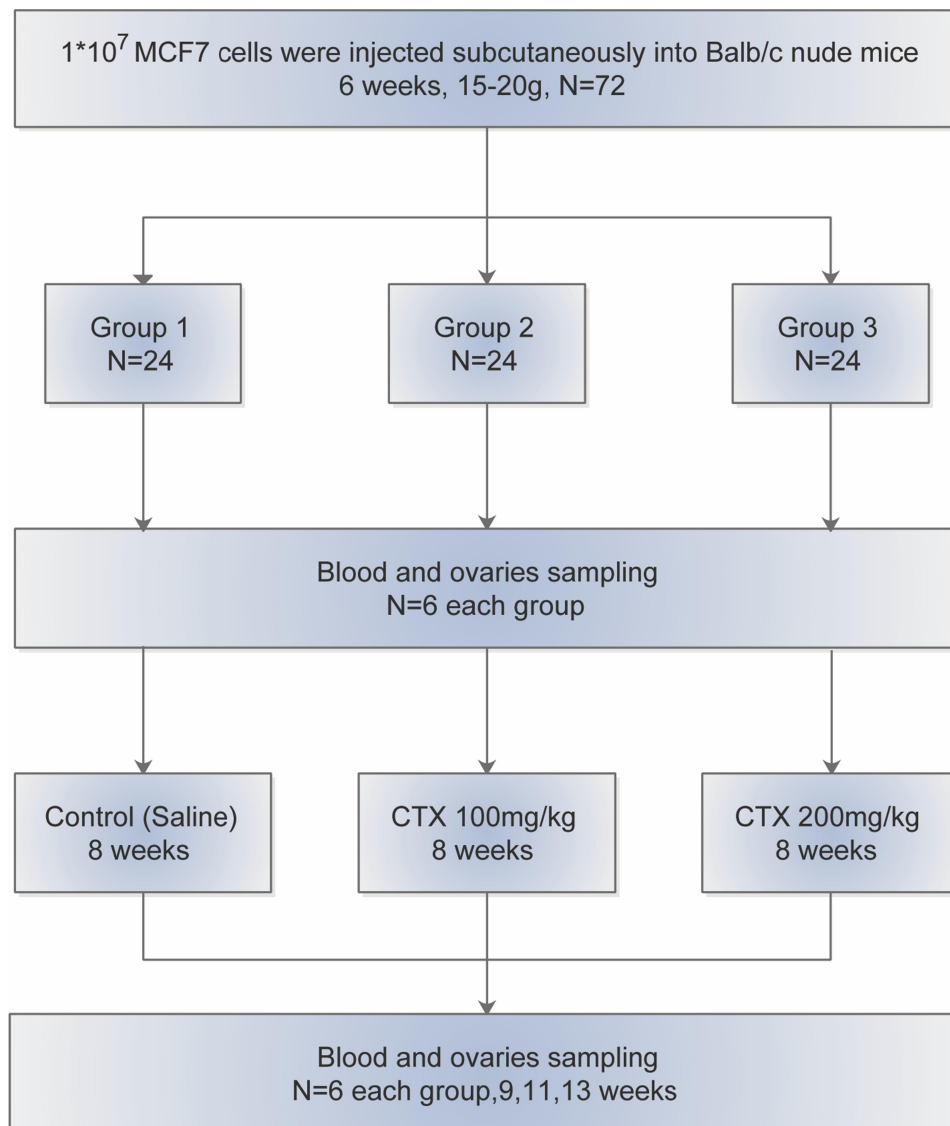 1*10⁷ MCF7 cells were injected subcutaneously into Balb/c nude mice
6 weeks, 15-20g, N=72
Group 1
N=24
Group 2
N=24
Group 3
N=24
Blood and ovaries sampling
N=6 each group
Control (Saline)
8 weeks
CTX 100mg/kg
8 weeks
CTX 200mg/kg
8 weeks
Blood and ovaries sampling
N=6 each group,9,11,13 weeks